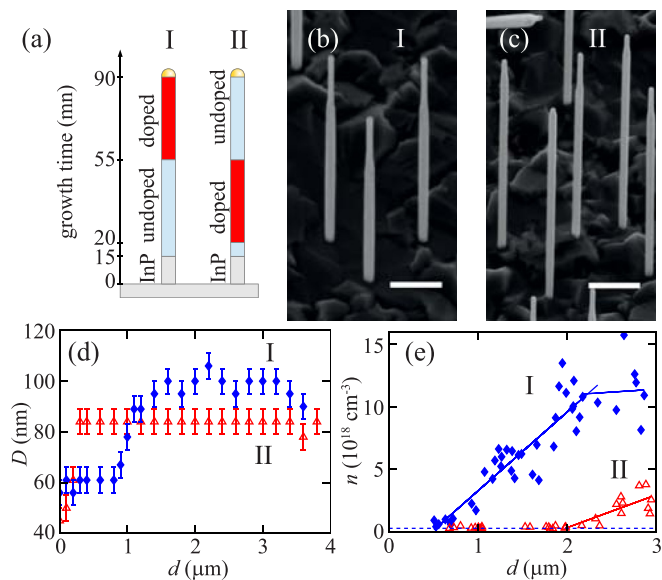 (a)
I
II
growth time (mn)
90
55
20
15
0
doped
undoped
InP
undoped
doped
InP
(b)
I
(c)
II
(d)
I
II
D (nm)
120
100
80
60
40
0
1
2
3
4
d (μm)
(e)
I
II
n (10¹⁸ cm⁻³)
15
10
5
0
0
1
2
3
d (μm)